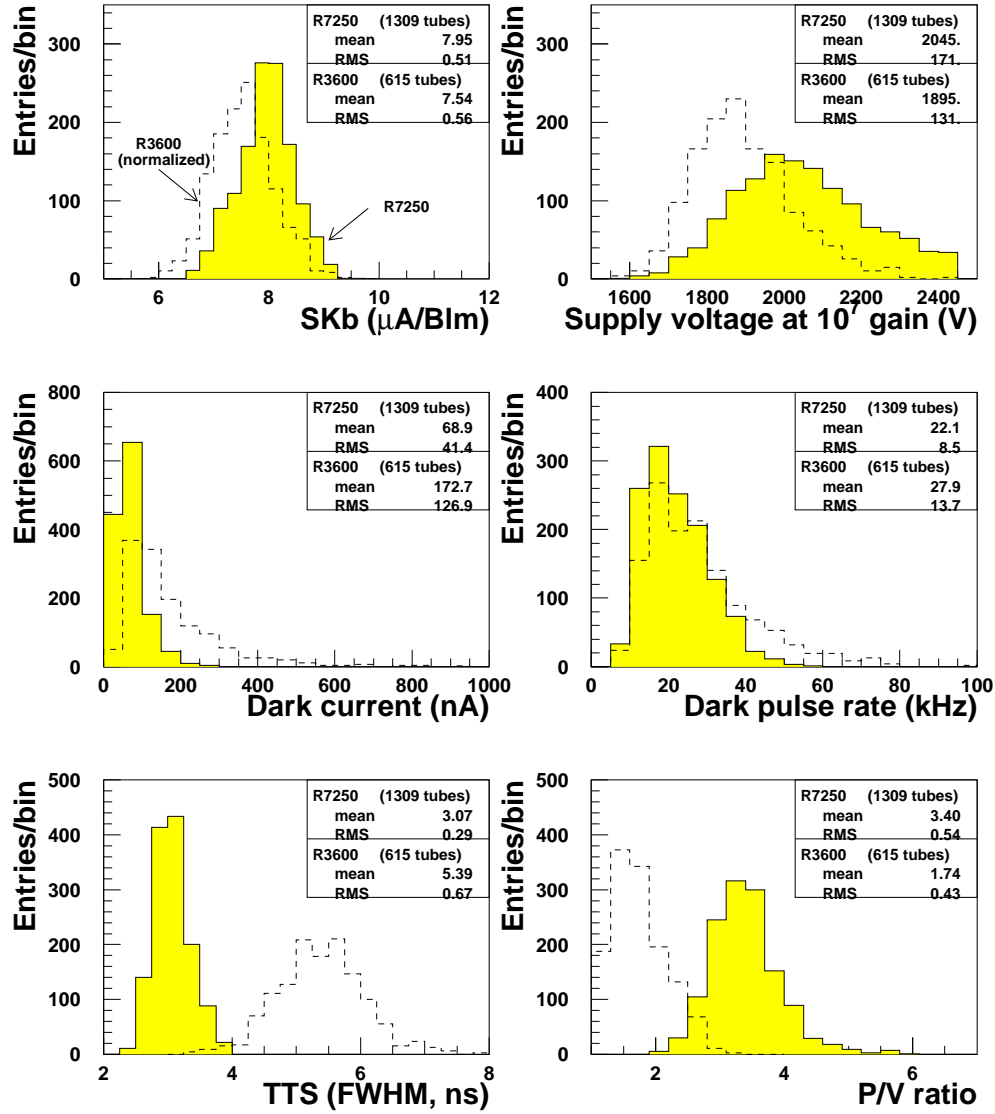 Entries/bin
350
300
200
100
0
6 8 10 12
SKb (μA/Blm)
R7250 (1309 tubes)
mean 7.95
RMS 0.51
R3600 (615 tubes)
mean 7.54
RMS 0.56
R3600
(normalized)
R7250
Entries/bin
300
200
100
0
1600 1800 2000 2200 2400
Supply voltage at 10⁷ gain (V)
R7250 (1309 tubes)
mean 2045.
RMS 171.
R3600 (615 tubes)
mean 1895.
RMS 131.
Entries/bin
800
600
400
200
0
0 200 400 600 800 1000
Dark current (nA)
R7250 (1309 tubes)
mean 68.9
RMS 41.4
R3600 (615 tubes)
mean 172.7
RMS 126.9
Entries/bin
400
300
200
100
0
0 20 40 60 80 100
Dark pulse rate (kHz)
R7250 (1309 tubes)
mean 22.1
RMS 8.5
R3600 (615 tubes)
mean 27.9
RMS 13.7
Entries/bin
500
400
300
200
100
0
2 4 6 8
TTS (FWHM, ns)
R7250 (1309 tubes)
mean 3.07
RMS 0.29
R3600 (615 tubes)
mean 5.39
RMS 0.67
Entries/bin
500
400
300
200
100
0
2 4 6
P/V ratio
R7250 (1309 tubes)
mean 3.40
RMS 0.54
R3600 (615 tubes)
mean 1.74
RMS 0.43